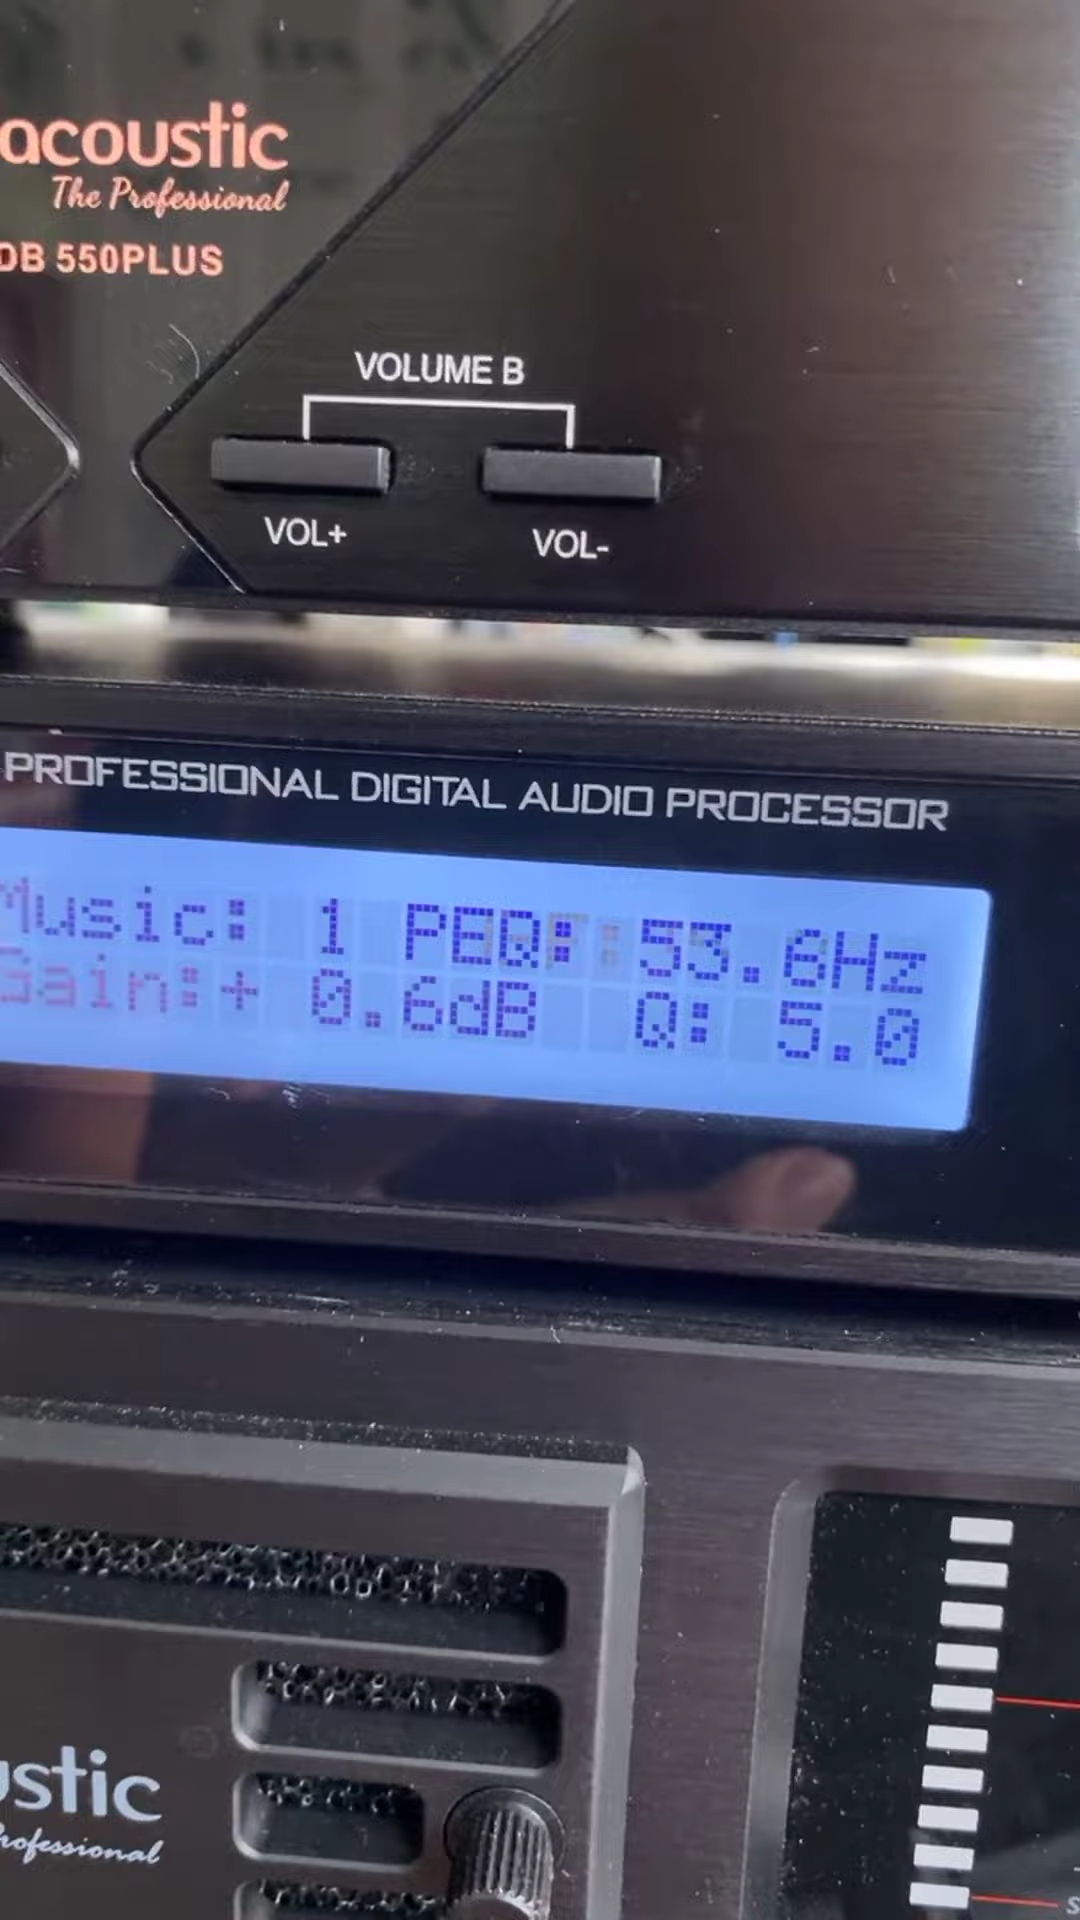 acoustic
The Professional
DB 550PLUS
VOLUME B
VOL+ VOL-
PROFESSIONAL DIGITAL AUDIO PROCESSOR
Music: 1 PEQ: 53.6Hz
Gain:+ 0.6dB Q: 5.0
ustic
rofessional